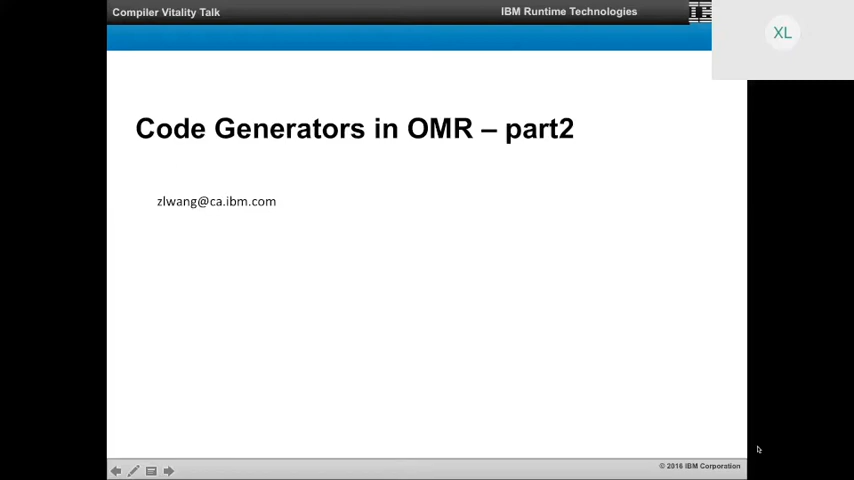 Compiler Vitality Talk
IBM Runtime Technologies
XL
Code Generators in OMR – part2
zlwang@ca.ibm.com
© 2016 IBM Corporation